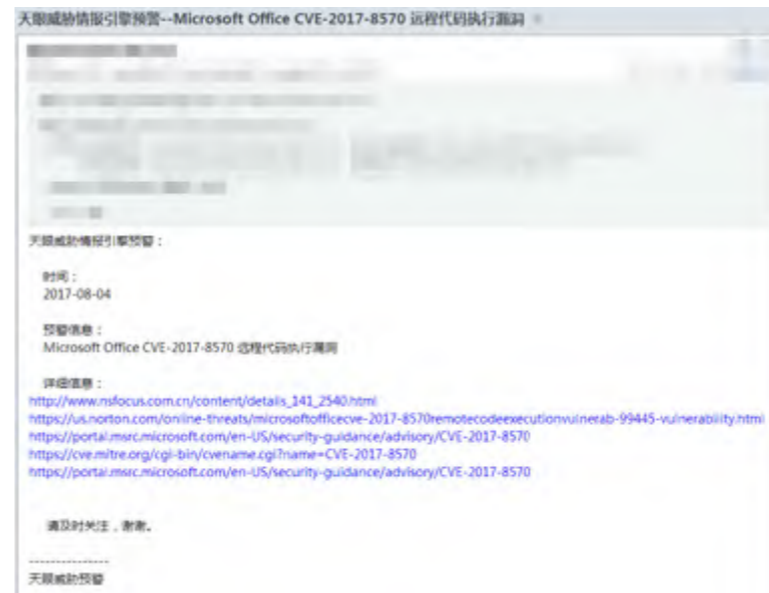 天眼威胁情报引擎预警--Microsoft Office CVE-2017-8570 远程代码执行漏洞
天眼威胁情报引擎预警：
时间：
2017-08-04
预警信息：
Microsoft Office CVE-2017-8570 远程代码执行漏洞
详细信息：
http://www.nsfocus.com.cn/content/details_141_2540.html
https://us.norton.com/online-threats/microsoftofficecve-2017-8570remotecodeexecutionvulnerab-99445-vulnerability.html
https://portal.msrc.microsoft.com/en-US/security-guidance/advisory/CVE-2017-8570
https://cve.mitre.org/cgi-bin/cvename.cgi?name=CVE-2017-8570
https://portal.msrc.microsoft.com/en-US/security-guidance/advisory/CVE-2017-8570
请及时关注，谢谢。
---------------
天眼威胁预警